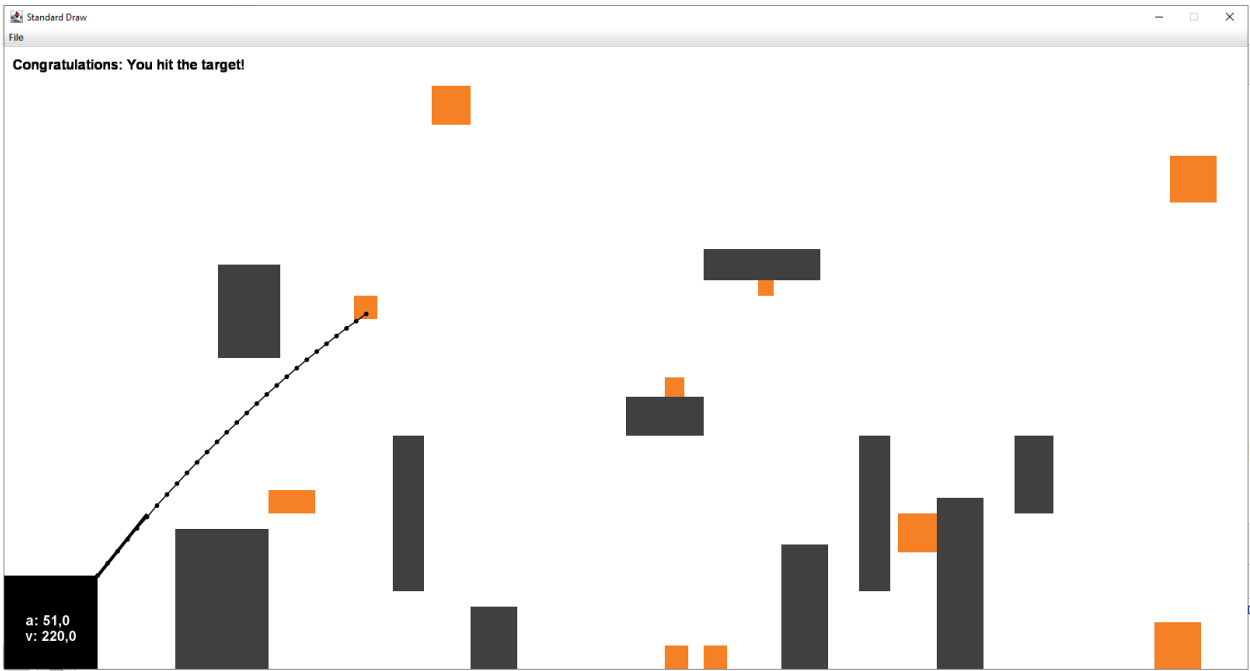 Standard Draw
File
Congratulations: You hit the target!
a: 51,0
v: 220,0